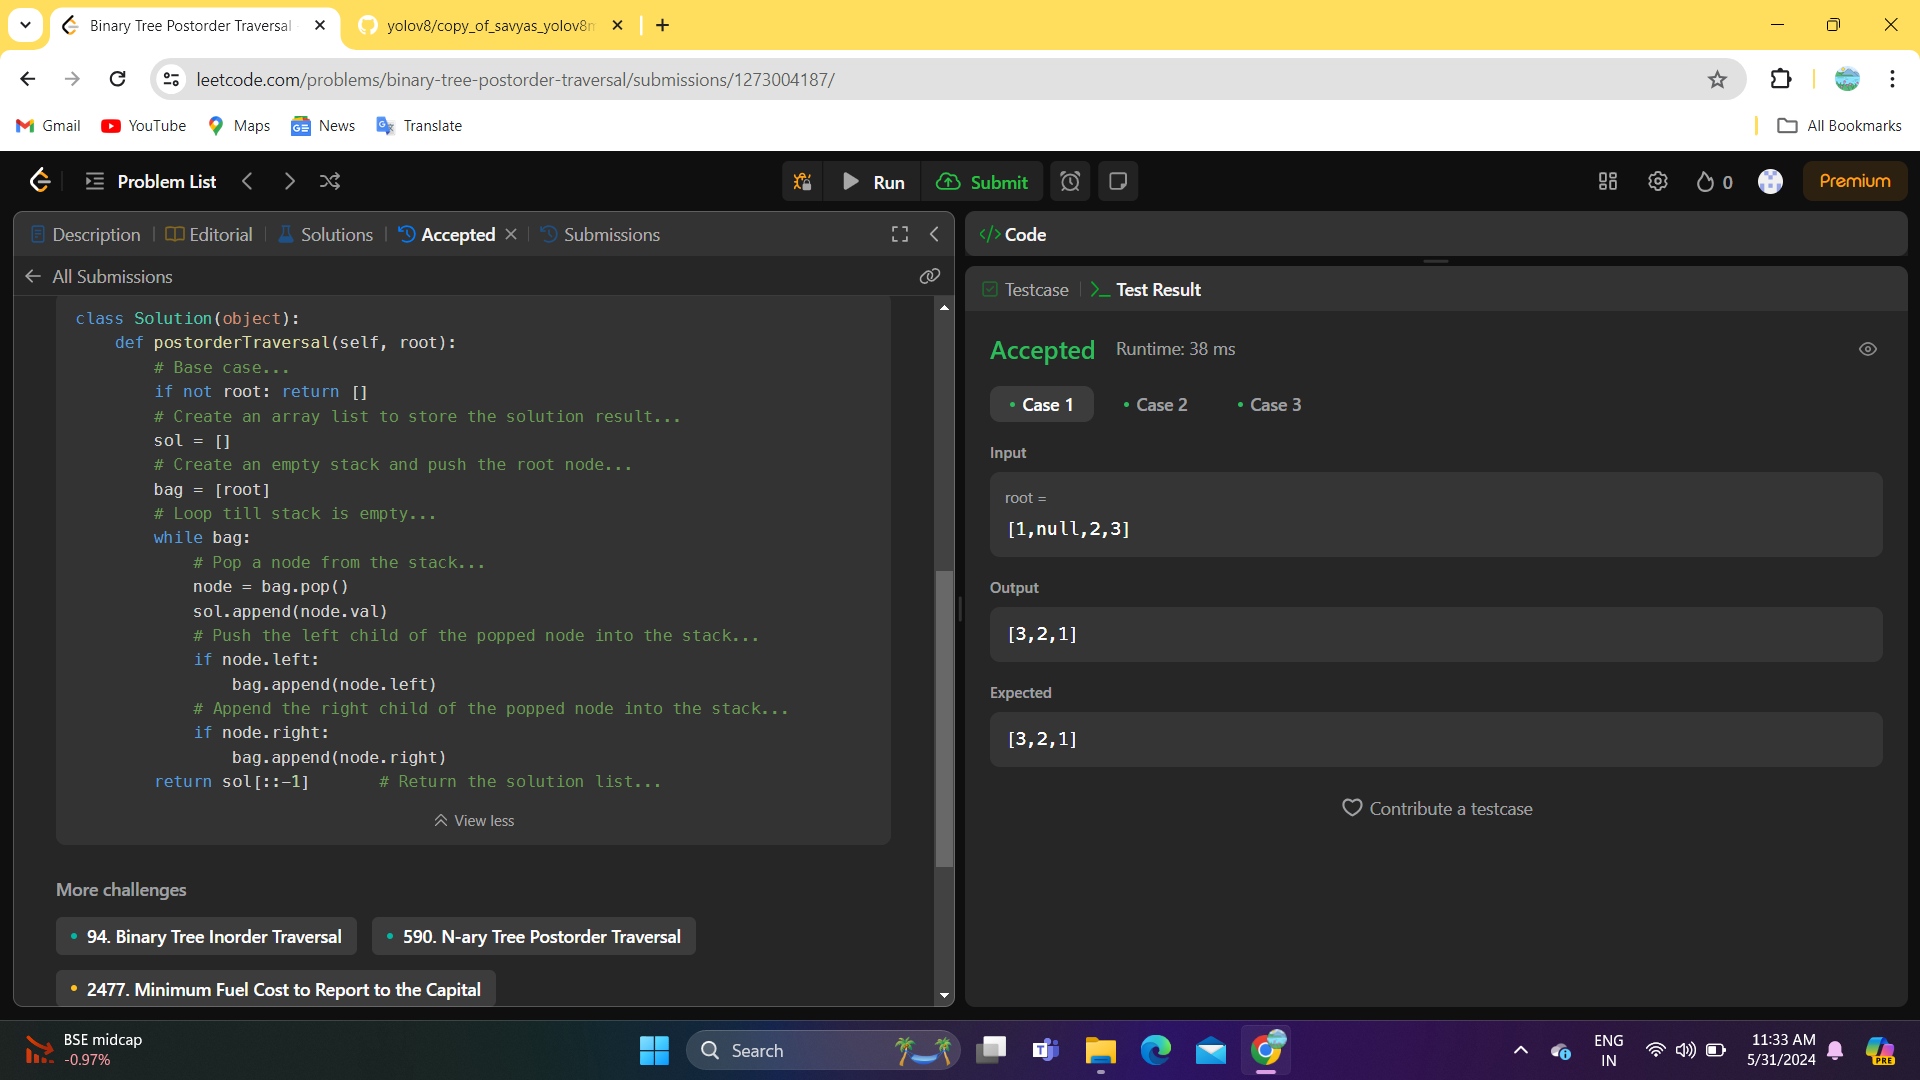 Binary Tree Postorder Traversal
yolov8/copy_of_savyas_yolov8
leetcode.com/problems/binary-tree-postorder-traversal/submissions/1273004187/
Gmail YouTube Maps News Translate All Bookmarks
Problem List Run Submit 0 Premium
Description Editorial Solutions Accepted Submissions
All Submissions
class Solution(object):
    def postorderTraversal(self, root):
        # Base case...
        if not root: return []
        # Create an array list to store the solution result...
        sol = []
        # Create an empty stack and push the root node...
        bag = [root]
        # Loop till stack is empty...
        while bag:
            # Pop a node from the stack...
            node = bag.pop()
            sol.append(node.val)
            # Push the left child of the popped node into the stack...
            if node.left:
                bag.append(node.left)
            # Append the right child of the popped node into the stack...
            if node.right:
                bag.append(node.right)
        return sol[::-1]       # Return the solution list...
View less
More challenges
94. Binary Tree Inorder Traversal
590. N-ary Tree Postorder Traversal
2477. Minimum Fuel Cost to Report to the Capital
</> Code
Testcase Test Result
Accepted Runtime: 38 ms
Case 1 Case 2 Case 3
Input
root =
[1,null,2,3]
Output
[3,2,1]
Expected
[3,2,1]
Contribute a testcase
BSE midcap
-0.97%
Search
ENG
IN
11:33 AM
5/31/2024
PRE